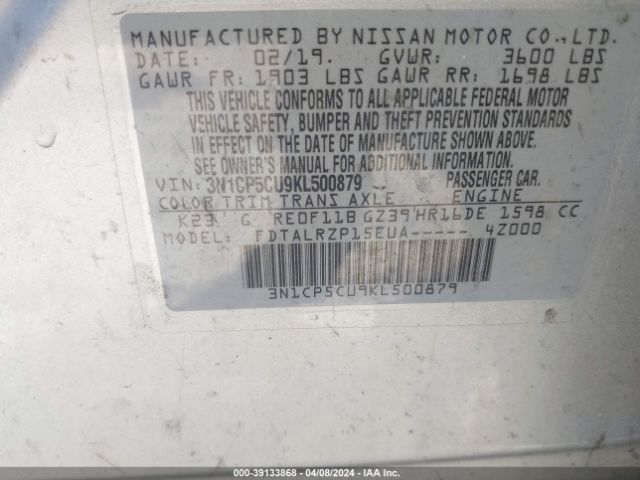 MANUFACTURED BY NISSAN MOTOR CO.,LTD.
DATE: 02/19. GVWR: 3600 LBS
GAWR FR: 1903 LBS GAWR RR: 1698 LBS
THIS VEHICLE CONFORMS TO ALL APPLICABLE FEDERAL MOTOR
VEHICLE SAFETY, BUMPER AND THEFT PREVENTION STANDARDS
IN EFFECT ON THE DATE OF MANUFACTURE SHOWN ABOVE.
SEE OWNER'S MANUAL FOR ADDITIONAL INFORMATION.
VIN: 3N1CP5CU9KL500879 PASSENGER CAR.
COLOR TRIM TRANS AXLE ENGINE
K23 G RE0F11B GZ39 HR16DE 1598 CC
MODEL: FDTALRZP15EUA----- 4Z000
3N1CP5CU9KL500879
000-39133868 - 04/08/2024 - IAA Inc.